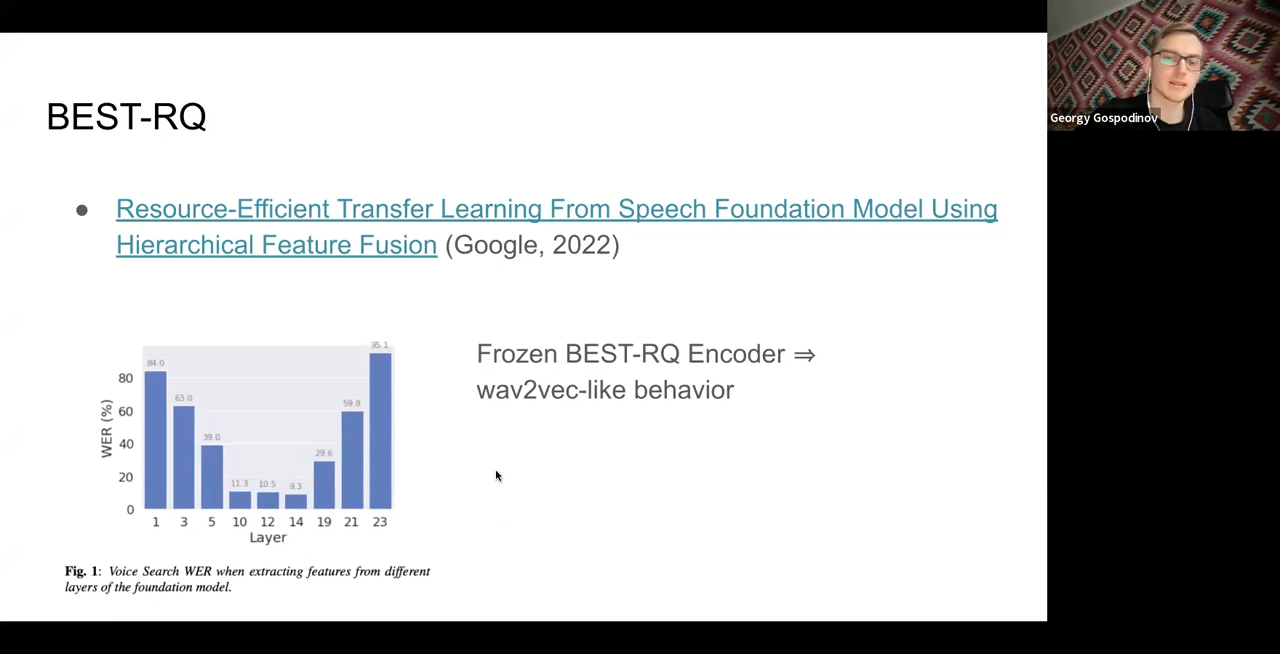 BEST-RQ
● Resource-Efficient Transfer Learning From Speech Foundation Model Using
Hierarchical Feature Fusion (Google, 2022)
Frozen BEST-RQ Encoder ⇒
wav2vec-like behavior
WER (%)
80
60
40
20
0
84.0
63.0
39.0
11.3
10.5
9.3
29.6
59.8
95.1
1 3 5 10 12 14 19 21 23
Layer
Fig. 1: Voice Search WER when extracting features from different
layers of the foundation model.
Georgy Gospodinov